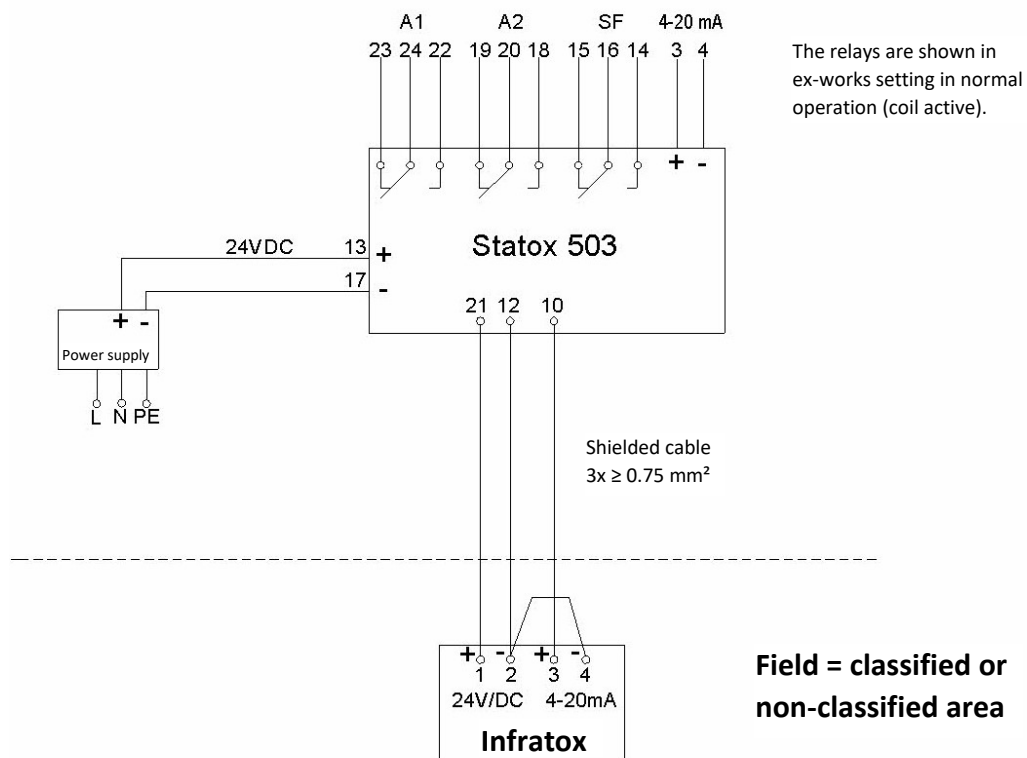 A1 A2 SF 4-20 mA
23 24 22 19 20 18 15 16 14 3 4
The relays are shown in
ex-works setting in normal
operation (coil active).
+ -
Statox 503
24VDC 13 +
17 -
21 12 10
+ -
Power supply
L N PE
Shielded cable
3x ≥ 0.75 mm²
+ - + -
1 2 3 4
24V/DC 4-20mA
Infratox
Field = classified or
non-classified area